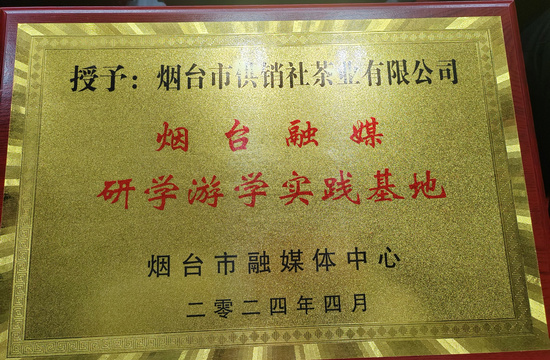 授予：烟台市供销社茶业有限公司
烟台融媒
研学游学实践基地
烟台市融媒体中心
二零二四年四月